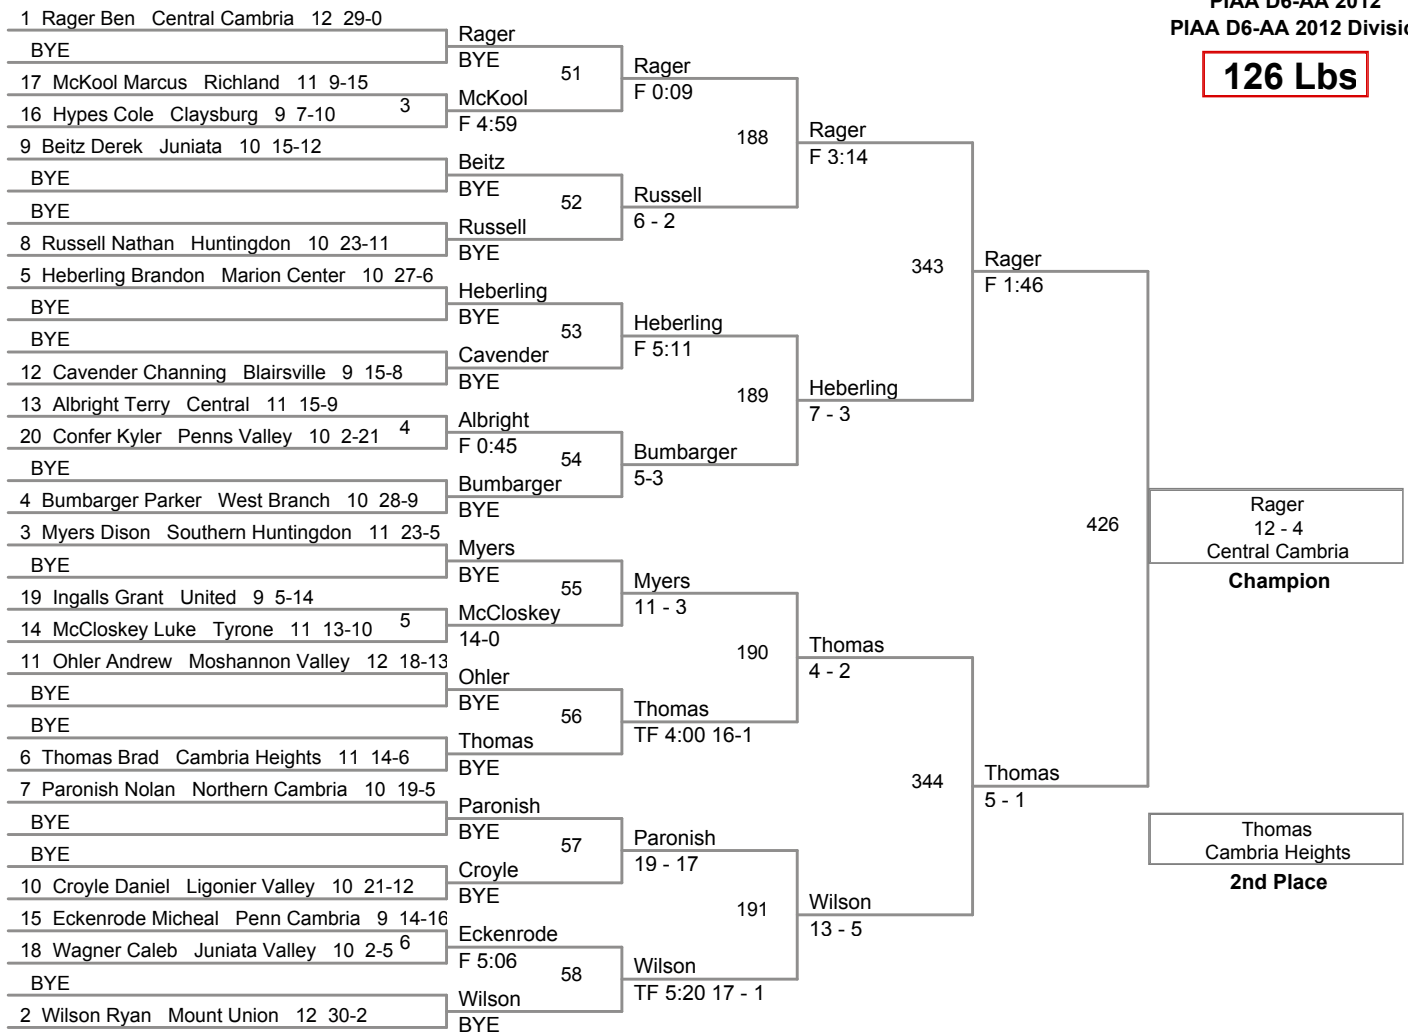 PIAA D6-AA 2012
PIAA D6-AA 2012 Divisio
126 Lbs
1 Rager Ben Central Cambria 12 29-0
BYE
17 McKool Marcus Richland 11 9-15
16 Hypes Cole Claysburg 9 7-10
3
9 Beitz Derek Juniata 10 15-12
BYE
BYE
8 Russell Nathan Huntingdon 10 23-11
5 Heberling Brandon Marion Center 10 27-6
BYE
BYE
12 Cavender Channing Blairsville 9 15-8
13 Albright Terry Central 11 15-9
20 Confer Kyler Penns Valley 10 2-21
4
BYE
4 Bumbarger Parker West Branch 10 28-9
3 Myers Dison Southern Huntingdon 11 23-5
BYE
19 Ingalls Grant United 9 5-14
14 McCloskey Luke Tyrone 11 13-10
5
11 Ohler Andrew Moshannon Valley 12 18-13
BYE
BYE
6 Thomas Brad Cambria Heights 11 14-6
7 Paronish Nolan Northern Cambria 10 19-5
BYE
BYE
10 Croyle Daniel Ligonier Valley 10 21-12
15 Eckenrode Micheal Penn Cambria 9 14-16
18 Wagner Caleb Juniata Valley 10 2-5
6
BYE
2 Wilson Ryan Mount Union 12 30-2
Rager
BYE
51
McKool
F 4:59
Beitz
BYE
52
Russell
BYE
Heberling
BYE
53
Cavender
BYE
Albright
F 0:45
54
Bumbarger
BYE
Myers
BYE
55
McCloskey
14-0
Ohler
BYE
56
Thomas
BYE
Paronish
BYE
57
Croyle
BYE
Eckenrode
F 5:06
58
Wilson
BYE
Rager
F 0:09
188
Russell
6 - 2
Heberling
F 5:11
189
Bumbarger
5-3
Myers
11 - 3
190
Thomas
TF 4:00 16-1
Paronish
19 - 17
191
Wilson
TF 5:20 17 - 1
Rager
F 3:14
343
Heberling
7 - 3
Thomas
4 - 2
344
Wilson
13 - 5
Rager
F 1:46
426
Thomas
5 - 1
Rager
12 - 4
Central Cambria
Champion
Thomas
Cambria Heights
2nd Place